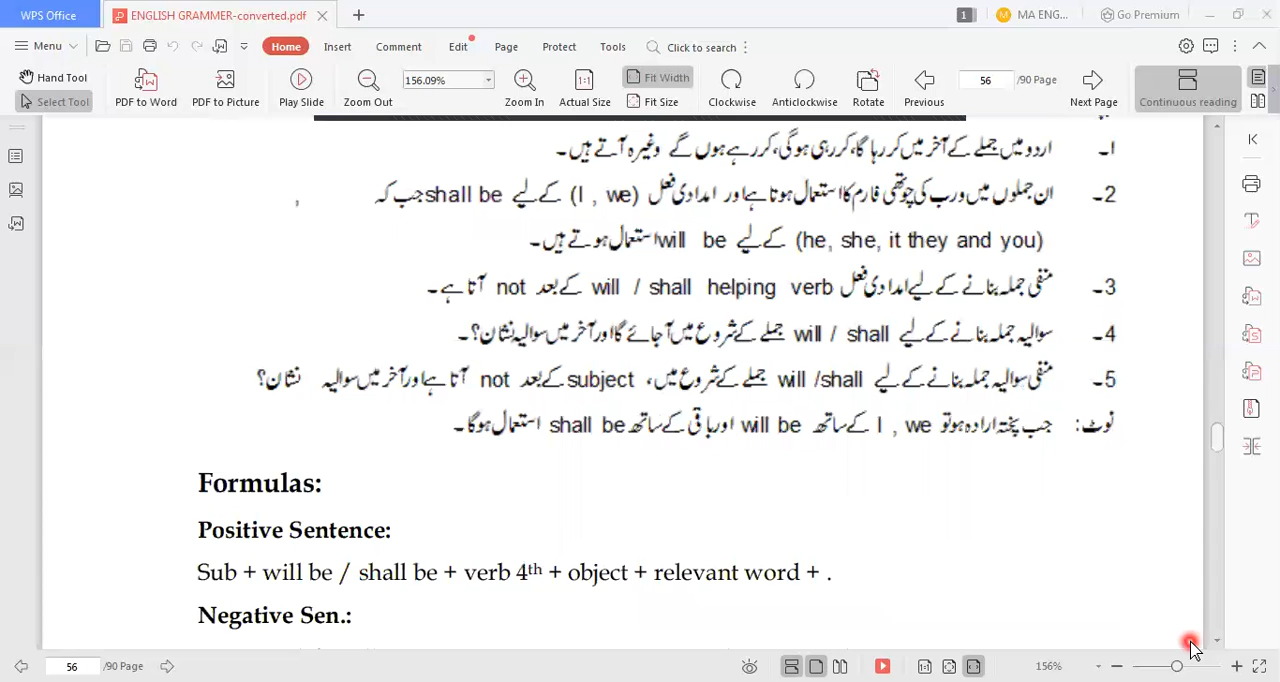 WPS Office
ENGLISH GRAMMER-converted.pdf
1
M MA ENG...
Go Premium
Menu
Home
Insert
Comment
Edit
Page
Protect
Tools
Click to search
Hand Tool
Select Tool
PDF to Word
PDF to Picture
Play Slide
Zoom Out
156.09%
Zoom In
1:1
Actual Size
Fit Width
Fit Size
Clockwise
Anticlockwise
Rotate
Previous
56
/90 Page
Next Page
Continuous reading
1۔ اردو میں جملے کے آخر میں کر رہا گا، کر رہی ہوگی، کر رہے ہوں گے وغیرہ آتے ہیں۔
2۔ ان جملوں میں ورب کی چوتھی فارم کا استعمال ہوتا ہے اور امدادی فعل (I , we) کے لیے shall be جب کہ ,
(he, she, it they and you) کے لیے will be استعمال ہوتے ہیں۔
3۔ منفی جملہ بنانے کے لیے امدادی فعل will / shall helping verb کے بعد not آتا ہے۔
4۔ سوالیہ جملہ بنانے کے لیے will / shall جملے کے شروع میں آ جائے گا اور آخر میں سوالیہ نشان؟۔
5۔ منفی سوالیہ جملہ بنانے کے لیے will /shall جملے کے شروع میں، subject کے بعد not آتا ہے اور آخر میں سوالیہ نشان؟
نوٹ: جب پختہ ارادہ ہو تو I , we کے ساتھ will be اور باقی کے ساتھ shall be استعمال ہوگا۔
Formulas:
Positive Sentence:
Sub + will be / shall be + verb 4th + object + relevant word + .
Negative Sen.:
56
/90 Page
156%